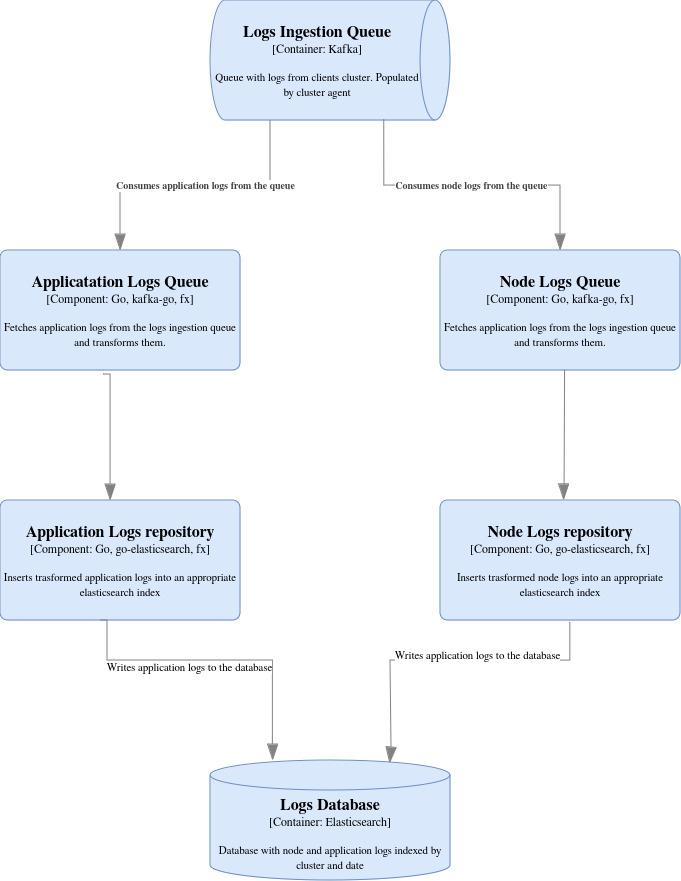 Logs Ingestion Queue
[Container: Kafka]
Queue with logs from clients cluster. Populated
by cluster agent
Consumes application logs from the queue
Consumes node logs from the queue
Applicatation Logs Queue
[Component: Go, kafka-go, fx]
Fetches application logs from the logs ingestion queue
and transforms them.
Node Logs Queue
[Component: Go, kafka-go, fx]
Fetches application logs from the logs ingestion queue
and transforms them.
Application Logs repository
[Component: Go, go-elasticsearch, fx]
Inserts trasformed application logs into an appropriate
elasticsearch index
Node Logs repository
[Component: Go, go-elasticsearch, fx]
Inserts trasformed node logs into an appropriate
elasticsearch index
Writes application logs to the database
Writes application logs to the database
Logs Database
[Container: Elasticsearch]
Database with node and application logs indexed by
cluster and date